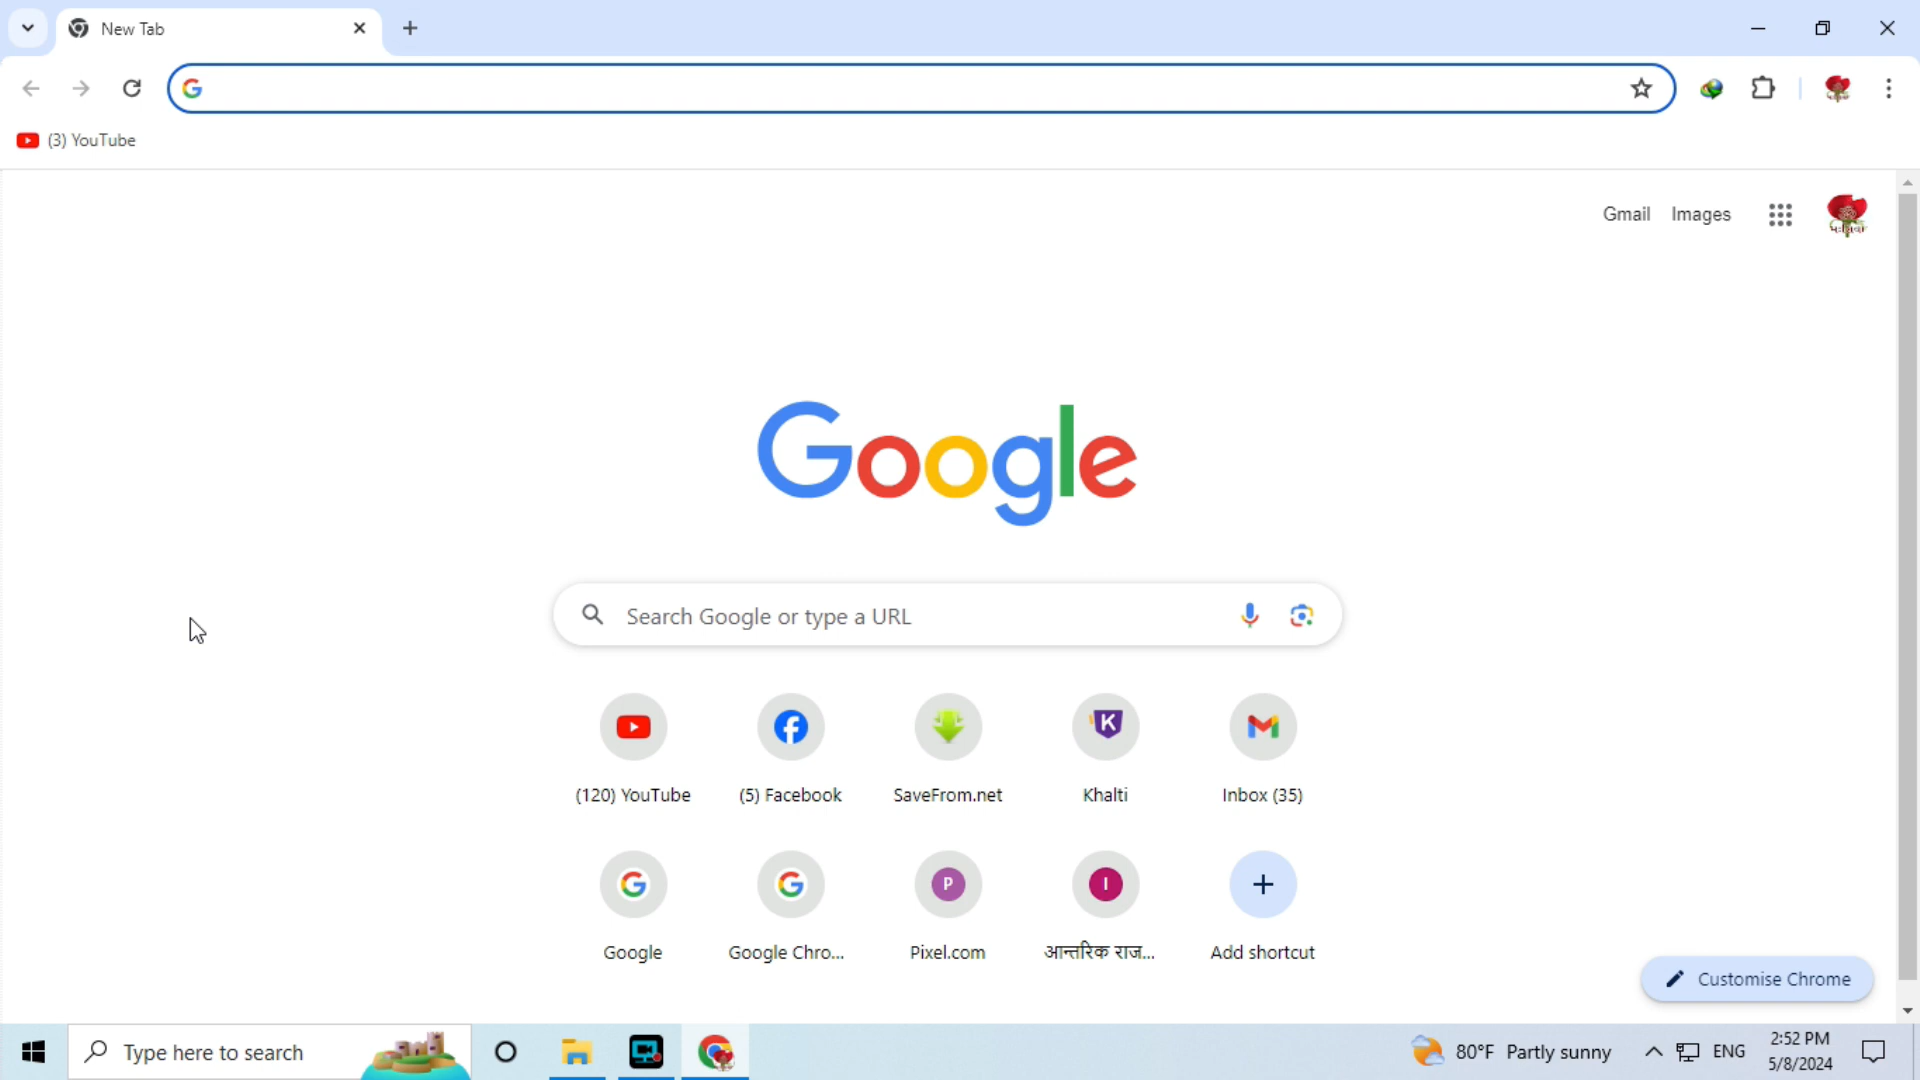 New Tab
(3) YouTube
Gmail Images
Google
Search Google or type a URL
(120) YouTube (5) Facebook SaveFrom.net Khalti Inbox (35)
Google Google Chro... Pixel.com आन्तरिक राज... Add shortcut
Customise Chrome
Type here to search
80°F Partly sunny ENG 2:52 PM
5/8/2024